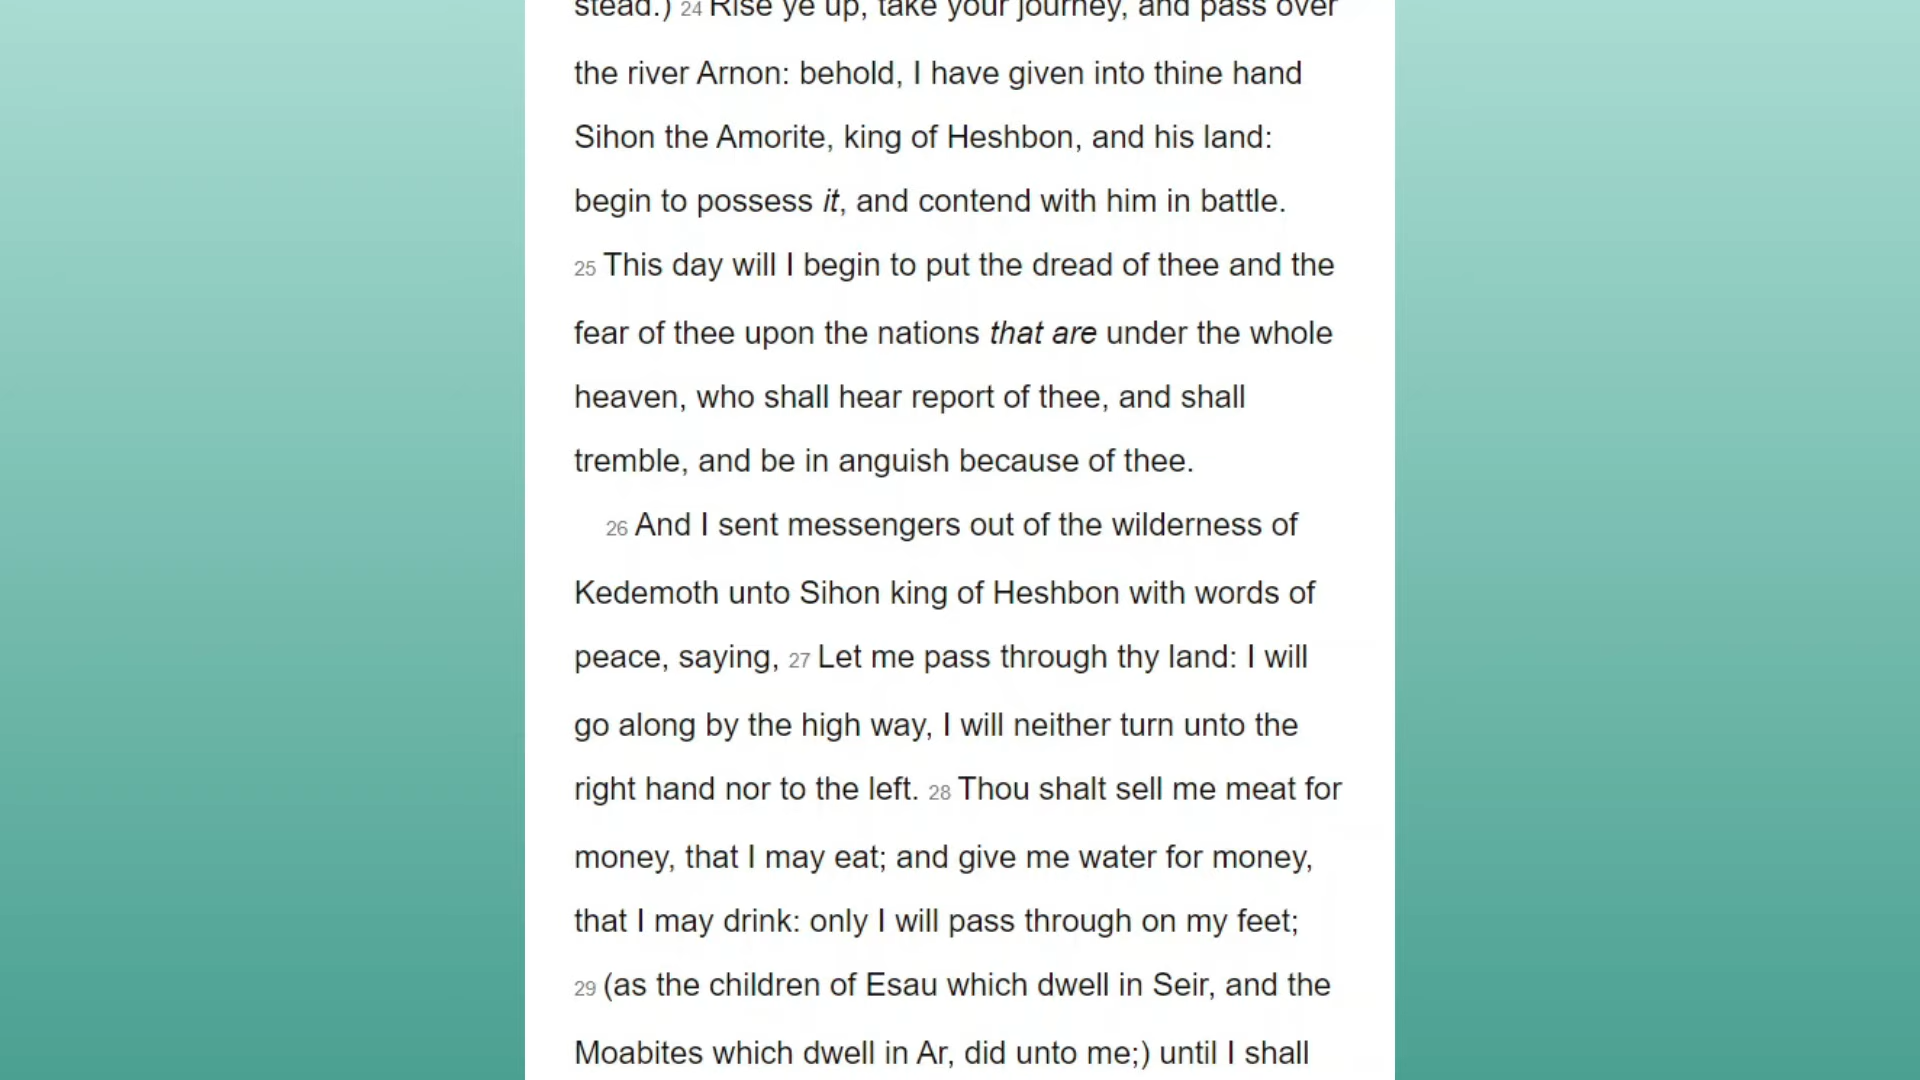 stead.) 24 Rise ye up, take your journey, and pass over
the river Arnon: behold, I have given into thine hand
Sihon the Amorite, king of Heshbon, and his land:
begin to possess it, and contend with him in battle.
25 This day will I begin to put the dread of thee and the
fear of thee upon the nations that are under the whole
heaven, who shall hear report of thee, and shall
tremble, and be in anguish because of thee.
26 And I sent messengers out of the wilderness of
Kedemoth unto Sihon king of Heshbon with words of
peace, saying, 27 Let me pass through thy land: I will
go along by the high way, I will neither turn unto the
right hand nor to the left. 28 Thou shalt sell me meat for
money, that I may eat; and give me water for money,
that I may drink: only I will pass through on my feet;
29 (as the children of Esau which dwell in Seir, and the
Moabites which dwell in Ar, did unto me;) until I shall